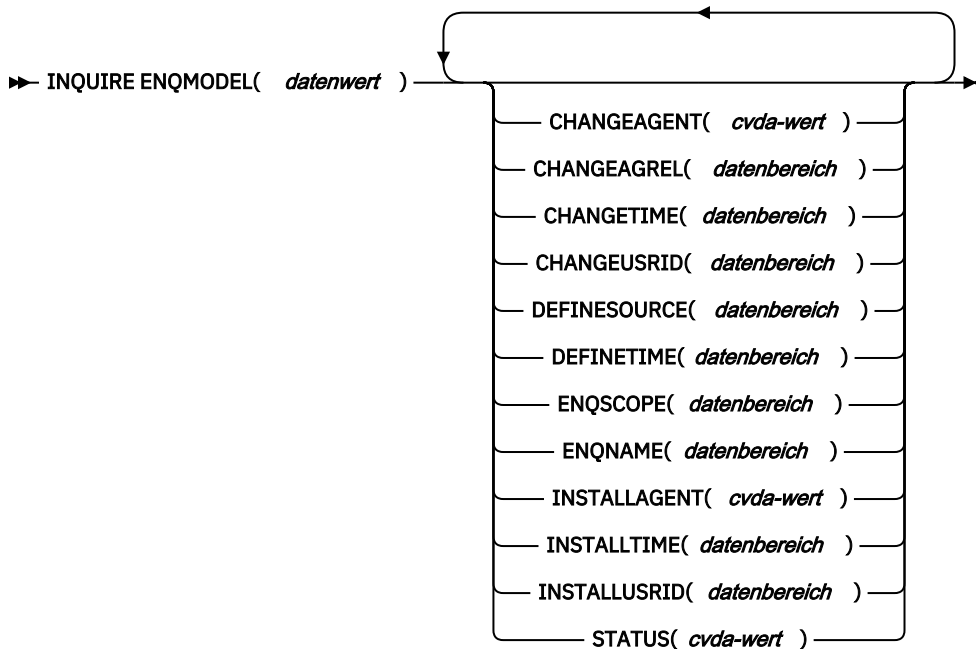 INQUIRE ENQMODEL( datenwert )
CHANGEAGENT( cvda-wert )
CHANGEAGREL( datenbereich )
CHANGETIME( datenbereich )
CHANGEUSRID( datenbereich )
DEFINESOURCE( datenbereich )
DEFINETIME( datenbereich )
ENQSCOPE( datenbereich )
ENQNAME( datenbereich )
INSTALLAGENT( cvda-wert )
INSTALLTIME( datenbereich )
INSTALLUSRID( datenbereich )
STATUS( cvda-wert )